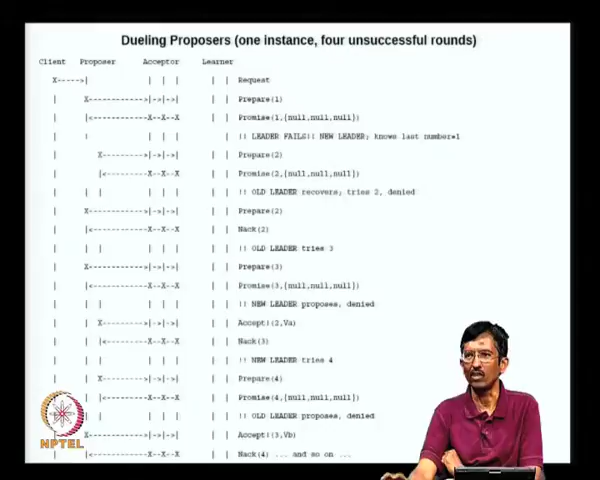 Dueling Proposers (one instance, four unsuccessful rounds)
Client Proposer Acceptor Learner
X----->| | | | | | Request
| X------------>|->|->| | | Prepare(1)
| |<------------X--X--X | | Promise(1,{null,null,null})
| ! | | | | | !! LEADER FAILS!! NEW LEADER; knows last number=1
| X--------->|->|->| | | Prepare(2)
| |<---------X--X--X | | Promise(2,{null,null,null})
| | | | | | | | !! OLD LEADER recovers; tries 2, denied
| X------------>|->|->| | | Prepare(2)
| |<------------X--X--X | | Nack(2)
| | | | | | | | !! OLD LEADER tries 3
| X------------>|->|->| | | Prepare(3)
| |<------------X--X--X | | Promise(3,{null,null,null})
| | | | | | | | !! NEW LEADER proposes, denied
| | X--------->|->|->| | | Accept!(2,Va)
| | |<---------X--X--X | | Nack(3)
| | | | | | | | !! NEW LEADER tries 4
| | X--------->|->|->| | | Prepare(4)
| | |<---------X--X--X | | Promise(4,{null,null,null})
| | | | | | | | !! OLD LEADER proposes, denied
| X------------>|->|->| | | Accept!(3,Vb)
| |<------------X--X--X | | Nack(4) ... and so on ...
NPTEL